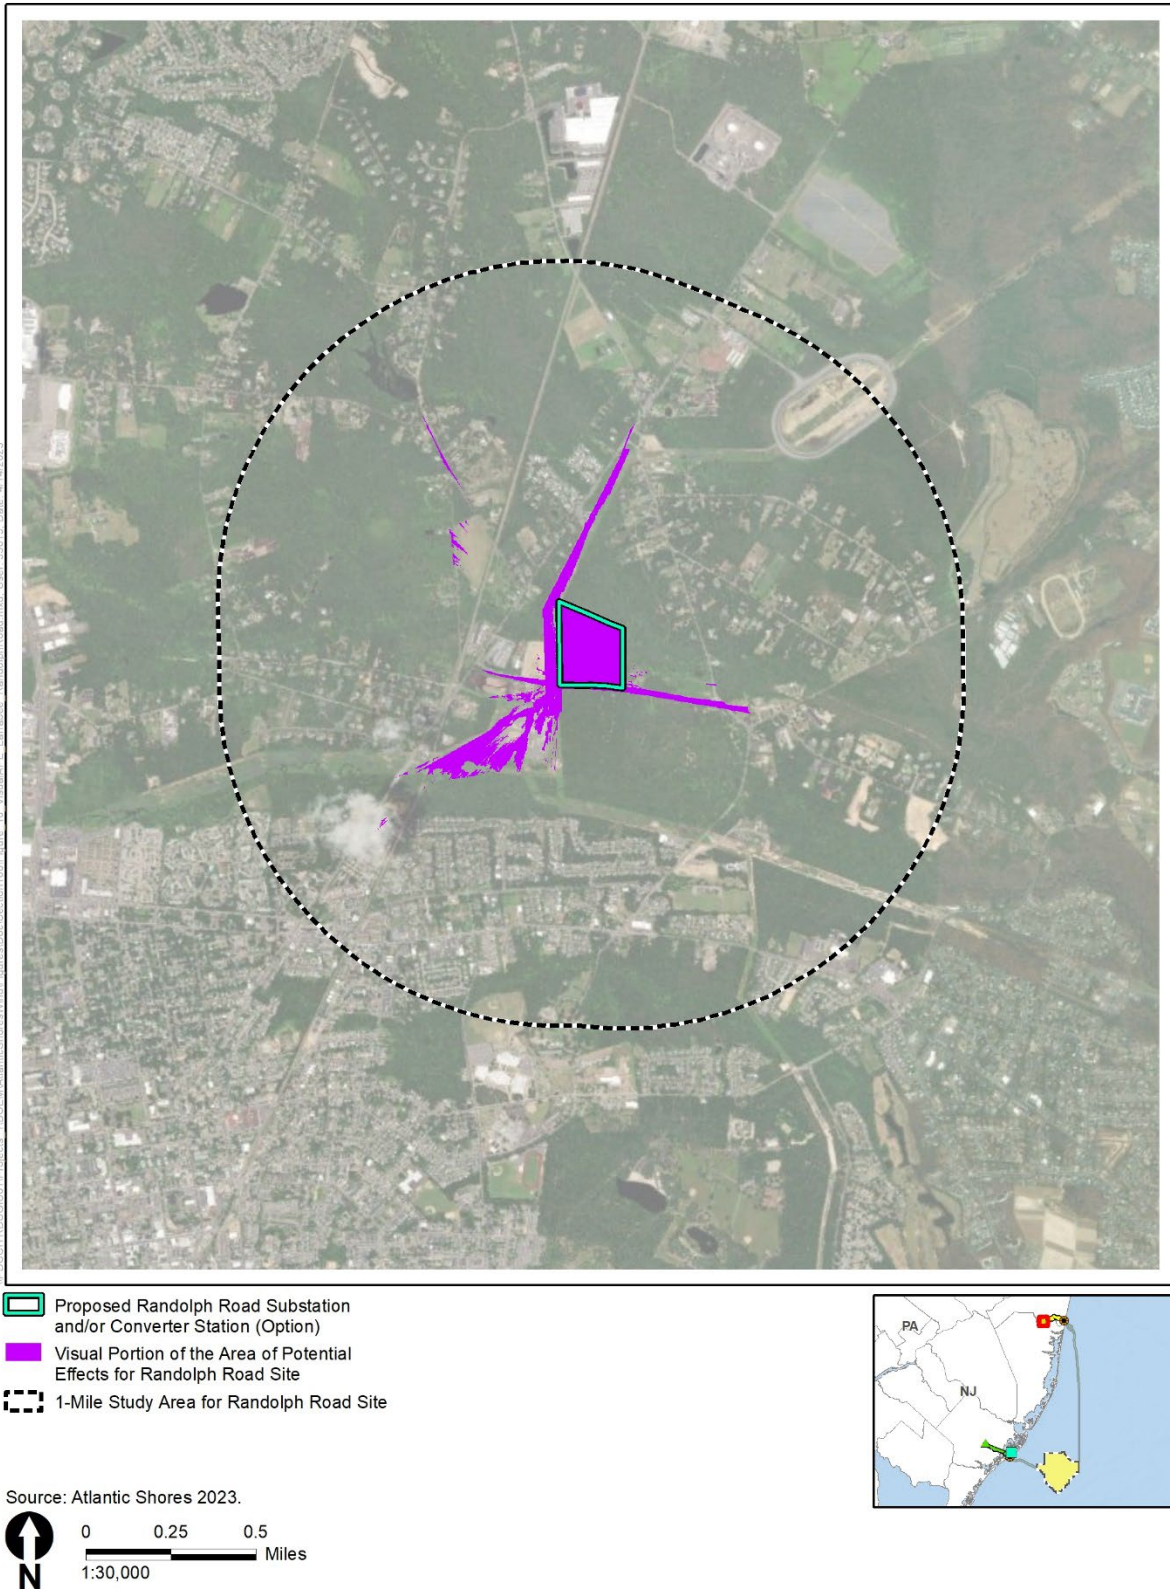 Proposed Randolph Road Substation
and/or Converter Station (Option)
Visual Portion of the Area of Potential
Effects for Randolph Road Site
1-Mile Study Area for Randolph Road Site
PA
NJ
Source: Atlantic Shores 2023.
0 0.25 0.5
Miles
1:30,000
N